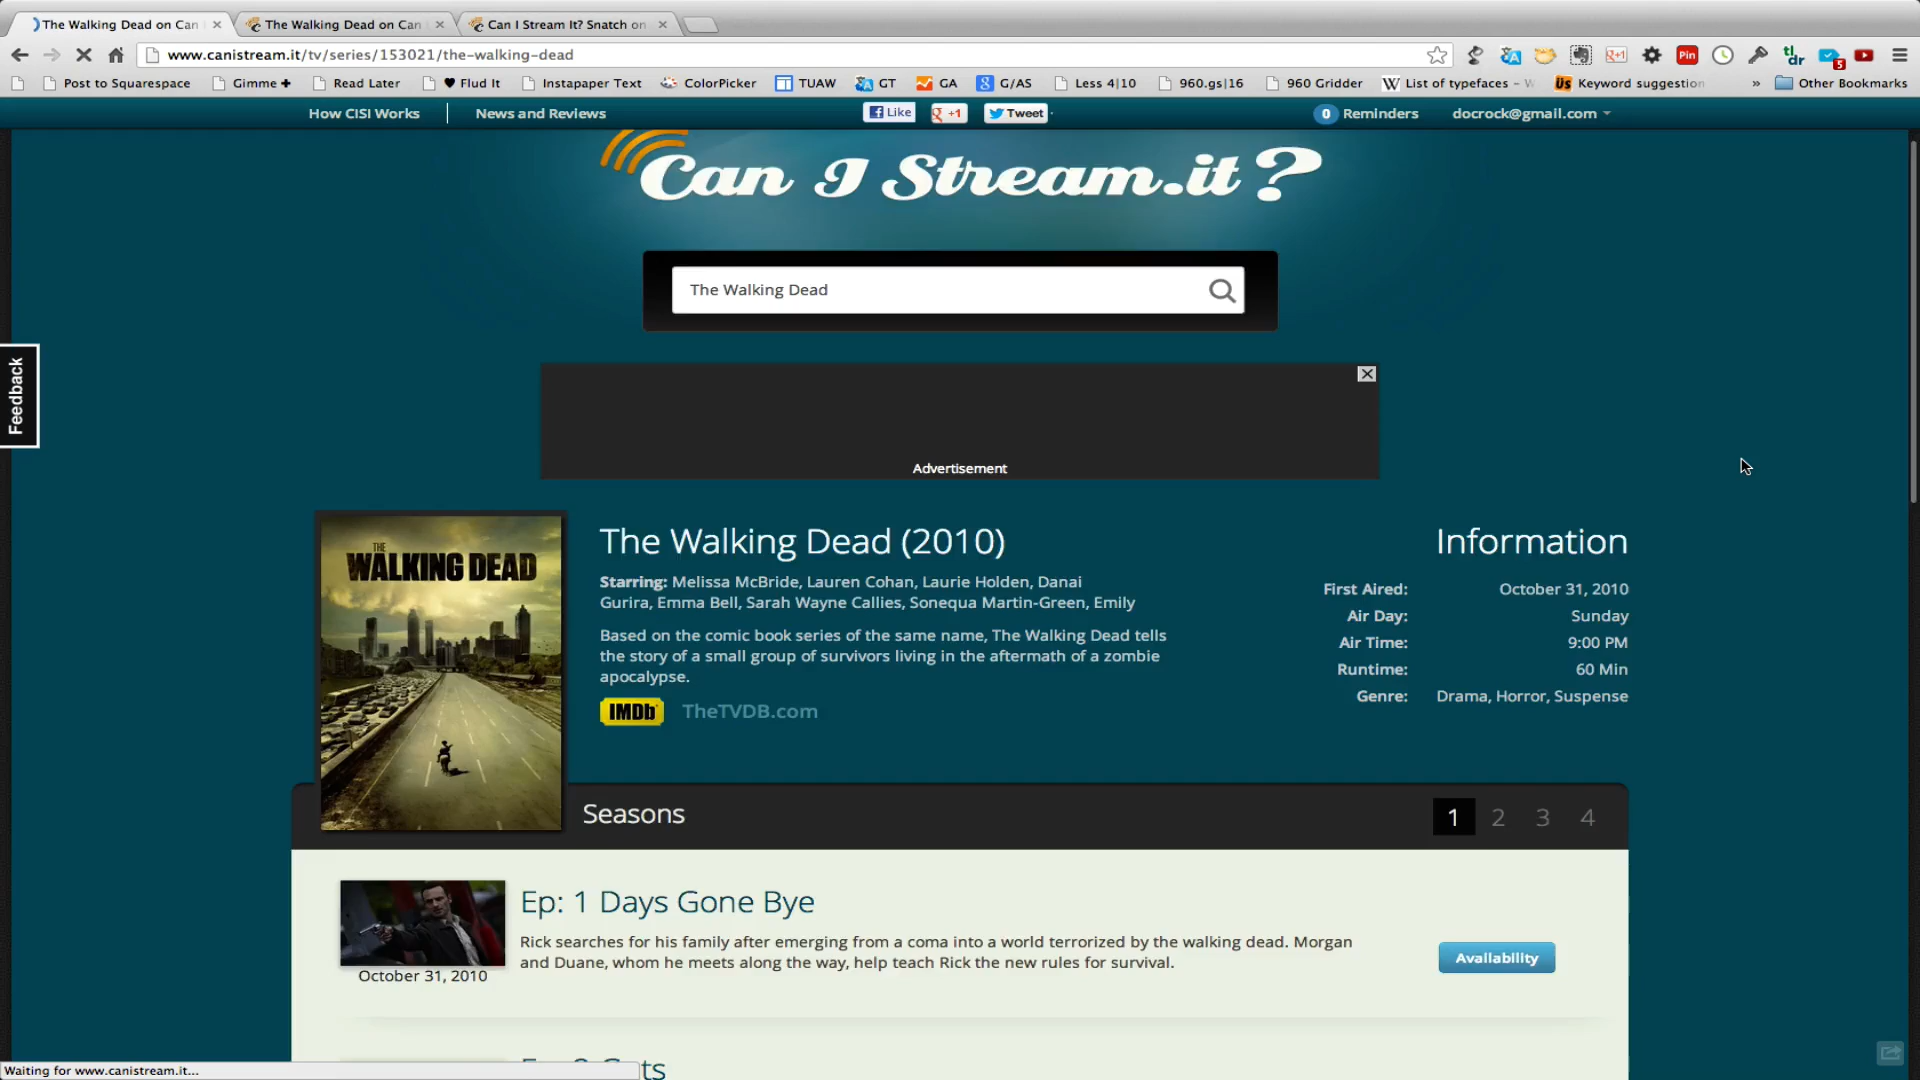 The Walking Dead on Can
The Walking Dead on Can
Can I Stream It? Snatch on
www.canistream.it/tv/series/153021/the-walking-dead
g+1
Pin
tl;dr
5
Post to Squarespace
Gimme ✚
Read Later
♥ Flud It
Instapaper Text
ColorPicker
TUAW
GT
GA
G/AS
Less 4|10
960.gs|16
960 Gridder
List of typefaces - W
Keyword suggestion
»
Other Bookmarks
How CISI Works
News and Reviews
Like
+1
Tweet
0 Reminders
docrock@gmail.com
Can I Stream.it?
The Walking Dead
Feedback
Advertisement
THE WALKING DEAD
The Walking Dead (2010)
Starring: Melissa McBride, Lauren Cohan, Laurie Holden, Danai
Gurira, Emma Bell, Sarah Wayne Callies, Sonequa Martin-Green, Emily
Based on the comic book series of the same name, The Walking Dead tells
the story of a small group of survivors living in the aftermath of a zombie
apocalypse.
IMDb TheTVDB.com
Information
First Aired: October 31, 2010
Air Day: Sunday
Air Time: 9:00 PM
Runtime: 60 Min
Genre: Drama, Horror, Suspense
Seasons
1 2 3 4
Ep: 1 Days Gone Bye
Rick searches for his family after emerging from a coma into a world terrorized by the walking dead. Morgan
and Duane, whom he meets along the way, help teach Rick the new rules for survival.
October 31, 2010
Availability
Waiting for www.canistream.it...